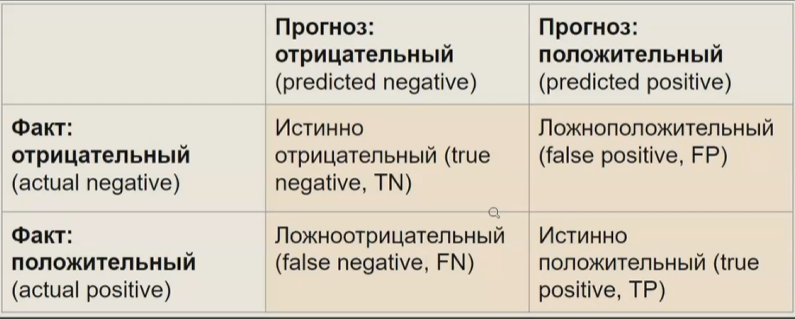 Прогноз:
отрицательный
(predicted negative)
Прогноз:
положительный
(predicted positive)
Факт:
отрицательный
(actual negative)
Истинно
отрицательный (true
negative, TN)
Ложноположительный
(false positive, FP)
Факт:
положительный
(actual positive)
Ложноотрицательный
(false negative, FN)
Истинно
положительный (true
positive, TP)